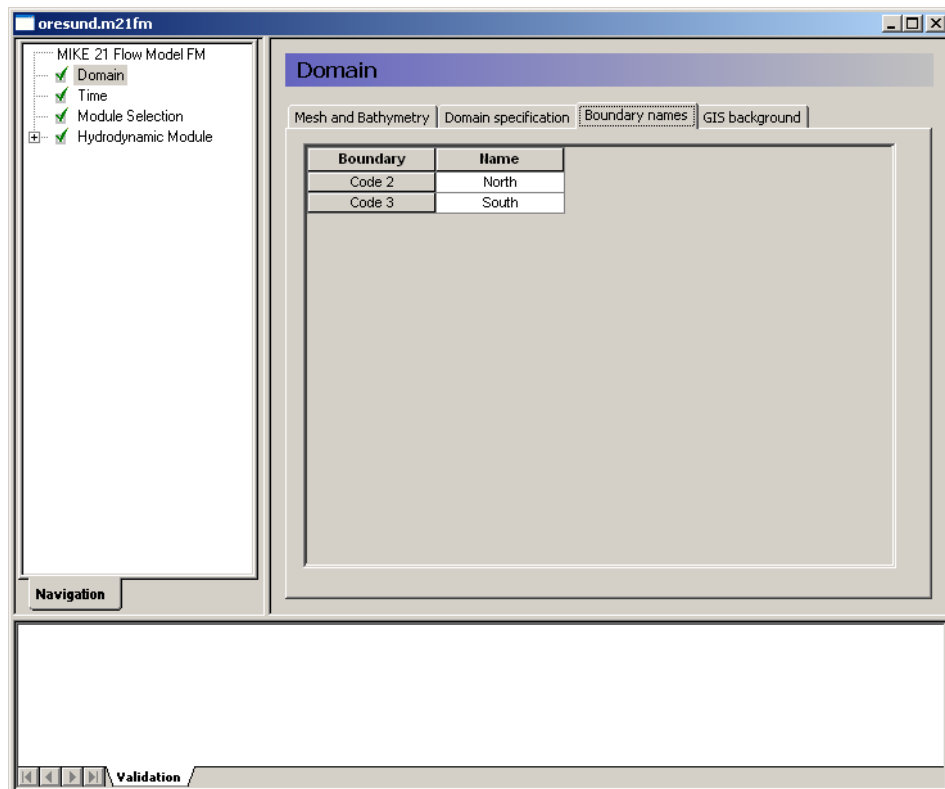 oresund.m21fm
MIKE 21 Flow Model FM
Domain
Time
Module Selection
Hydrodynamic Module
Navigation
Domain
Mesh and Bathymetry Domain specification Boundary names GIS background
Boundary Name
Code 2 North
Code 3 South
Validation